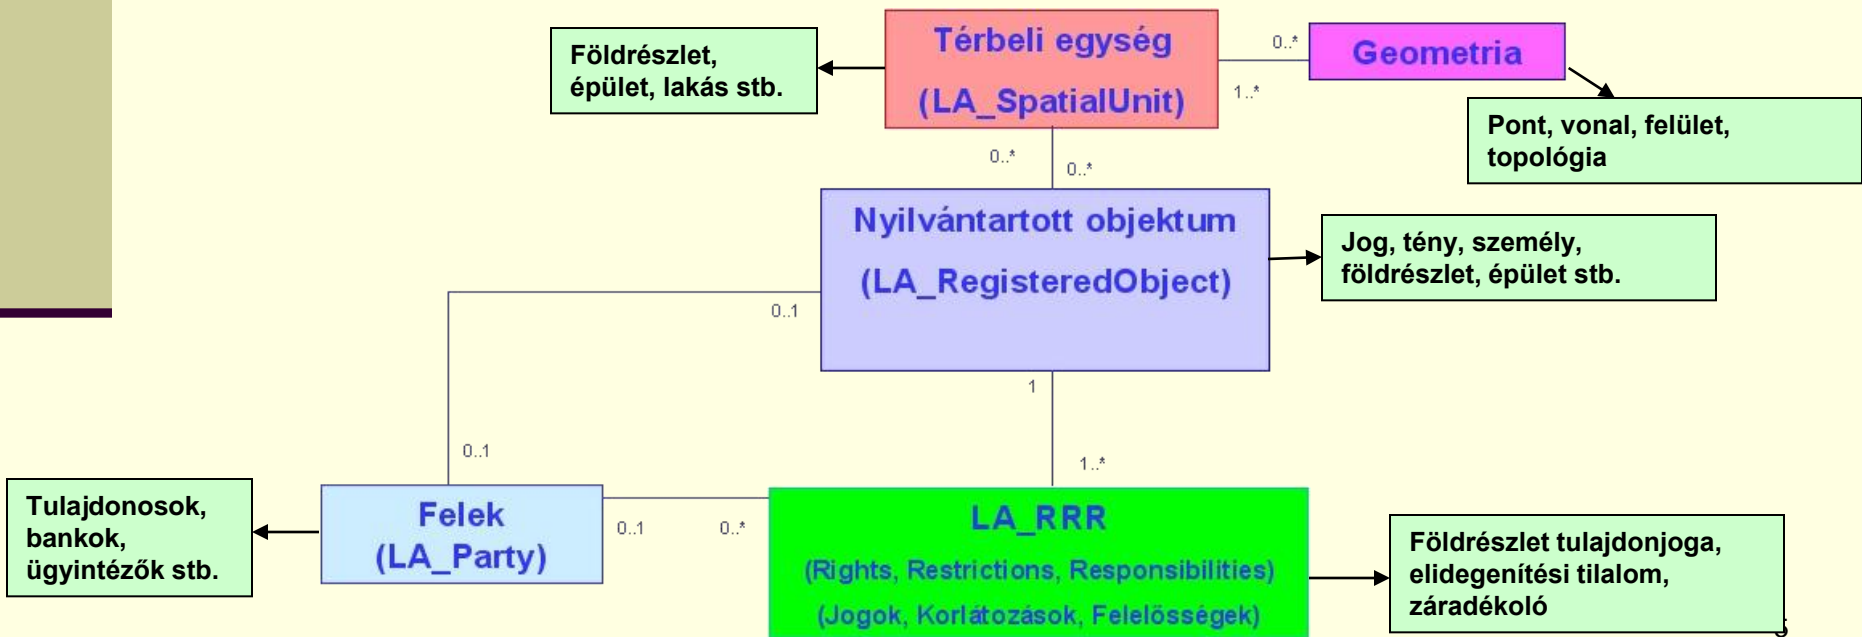 Térbeli egység
(LA_SpatialUnit)
Földrészlet,
épület, lakás stb.
0..*
1..*
Geometria
Pont, vonal, felület,
topológia
0..*
0..*
Nyilvántartott objektum
(LA_RegisteredObject)
Jog, tény, személy,
földrészlet, épület stb.
0..1
1
0..1
1..*
Tulajdonosok,
bankok,
ügyintézők stb.
Felek
(LA_Party)
0..1
0..*
LA_RRR
(Rights, Restrictions, Responsibilities)
(Jogok, Korlátozások, Felelősségek)
Földrészlet tulajdonjoga,
elidegenítési tilalom,
záradékoló